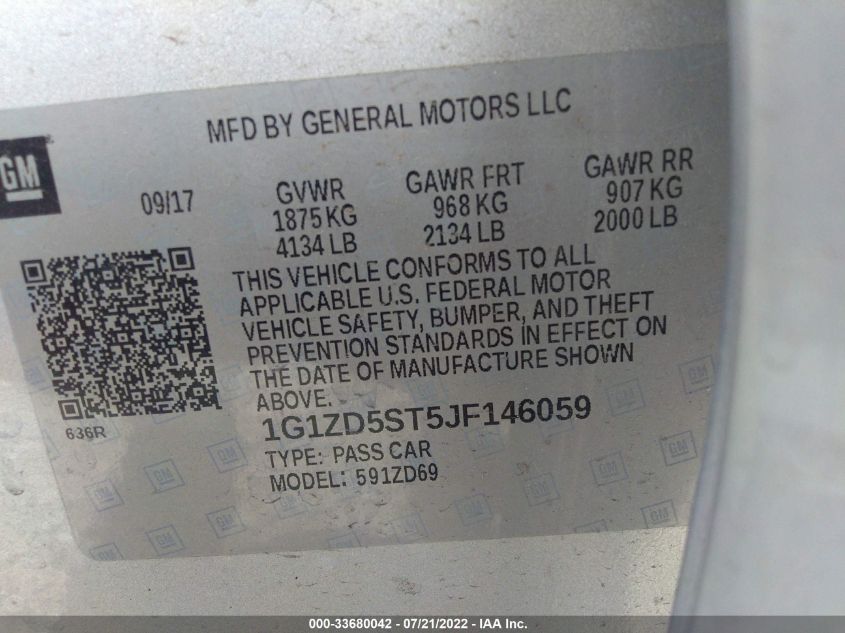 MFD BY GENERAL MOTORS LLC
GM
09/17
GVWR
1875 KG
4134 LB
GAWR FRT
968 KG
2134 LB
GAWR RR
907 KG
2000 LB
THIS VEHICLE CONFORMS TO ALL
APPLICABLE U.S. FEDERAL MOTOR
VEHICLE SAFETY, BUMPER, AND THEFT
PREVENTION STANDARDS IN EFFECT ON
THE DATE OF MANUFACTURE SHOWN
ABOVE.
636R
1G1ZD5ST5JF146059
TYPE: PASS CAR
MODEL: 591ZD69
000-33680042 - 07/21/2022 - IAA Inc.